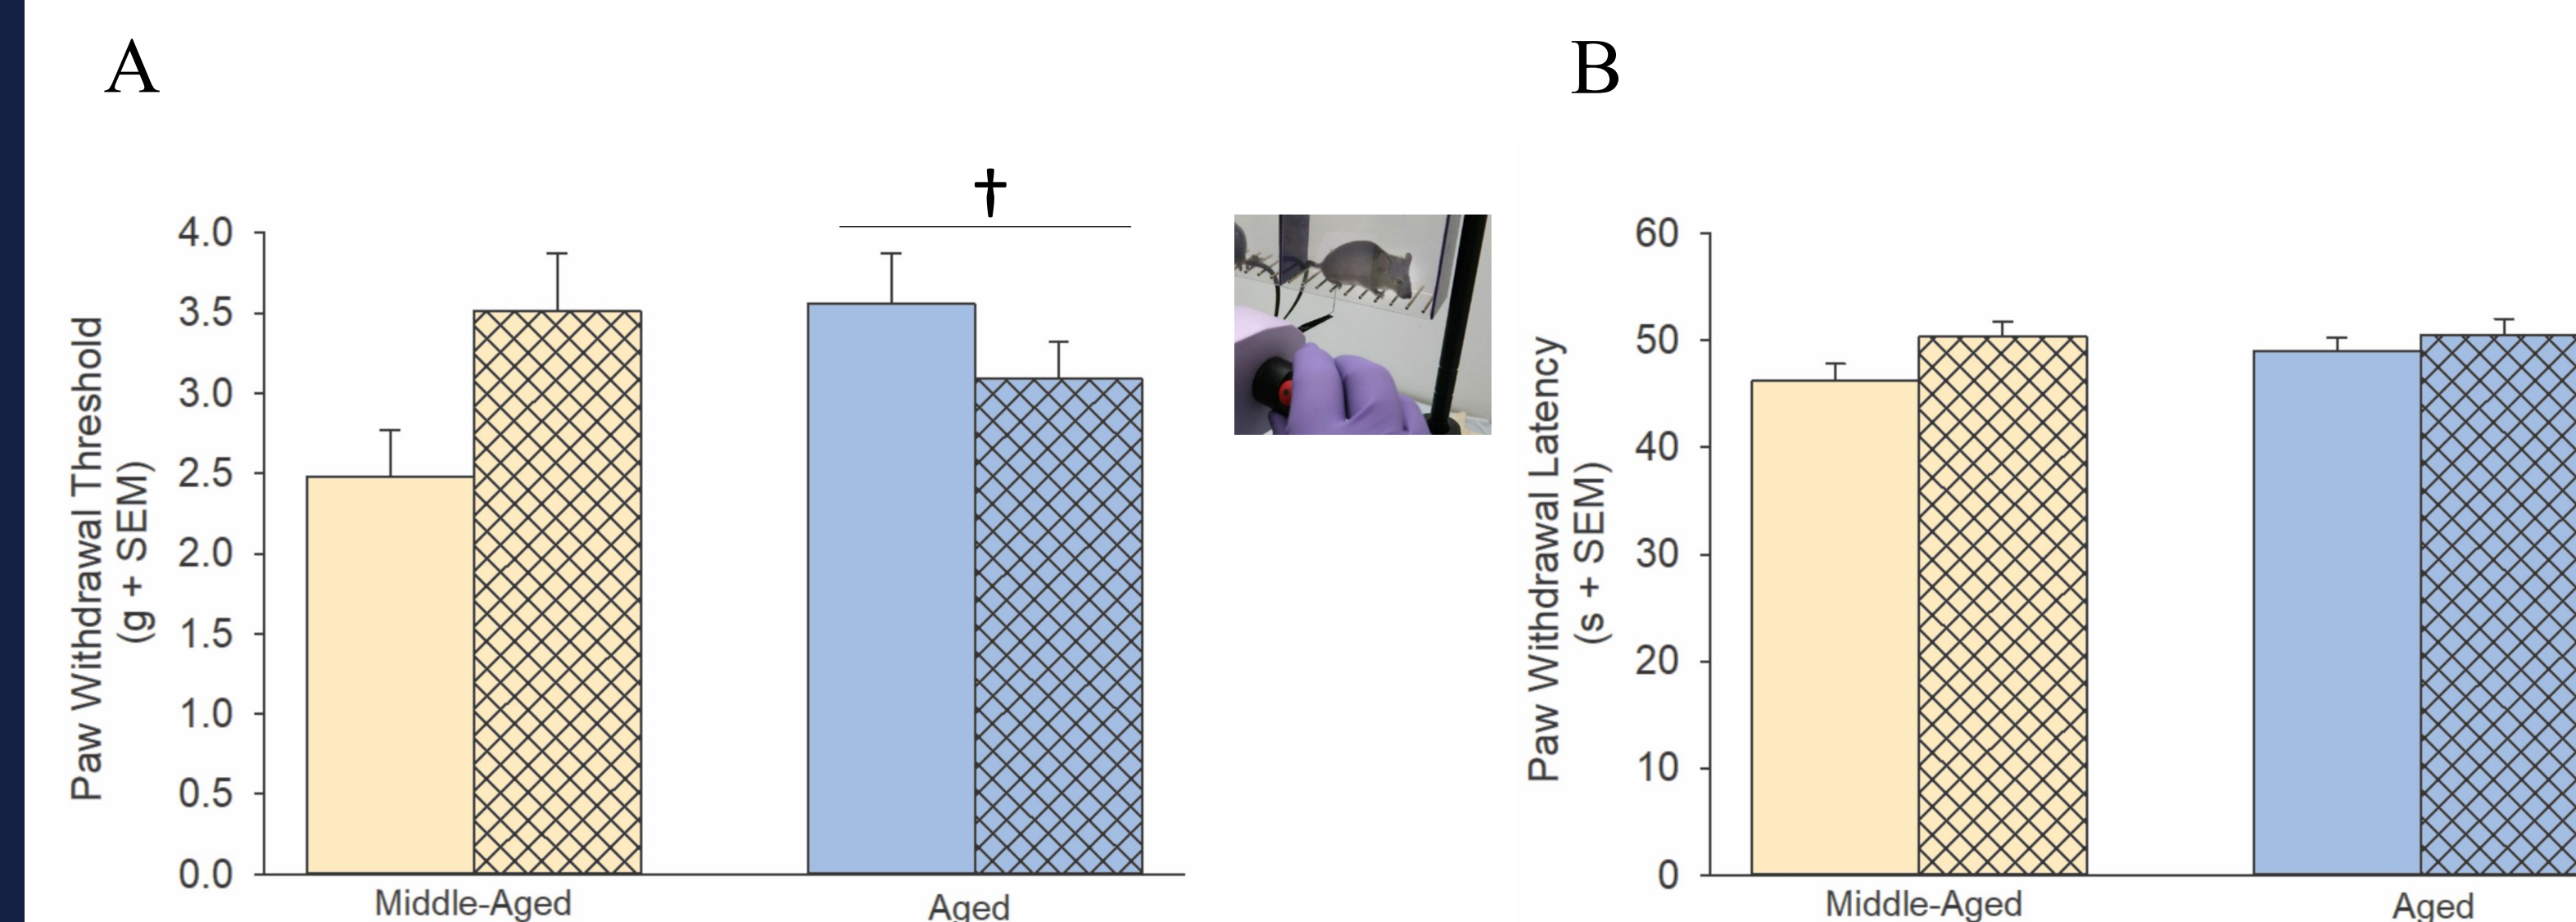 A
B
†
4.0
3.5
3.0
2.5
2.0
1.5
1.0
0.5
0.0
Paw Withdrawal Threshold
(g + SEM)
Middle-Aged
Aged
60
50
40
30
20
10
0
Paw Withdrawal Latency
(s + SEM)
Middle-Aged
Aged